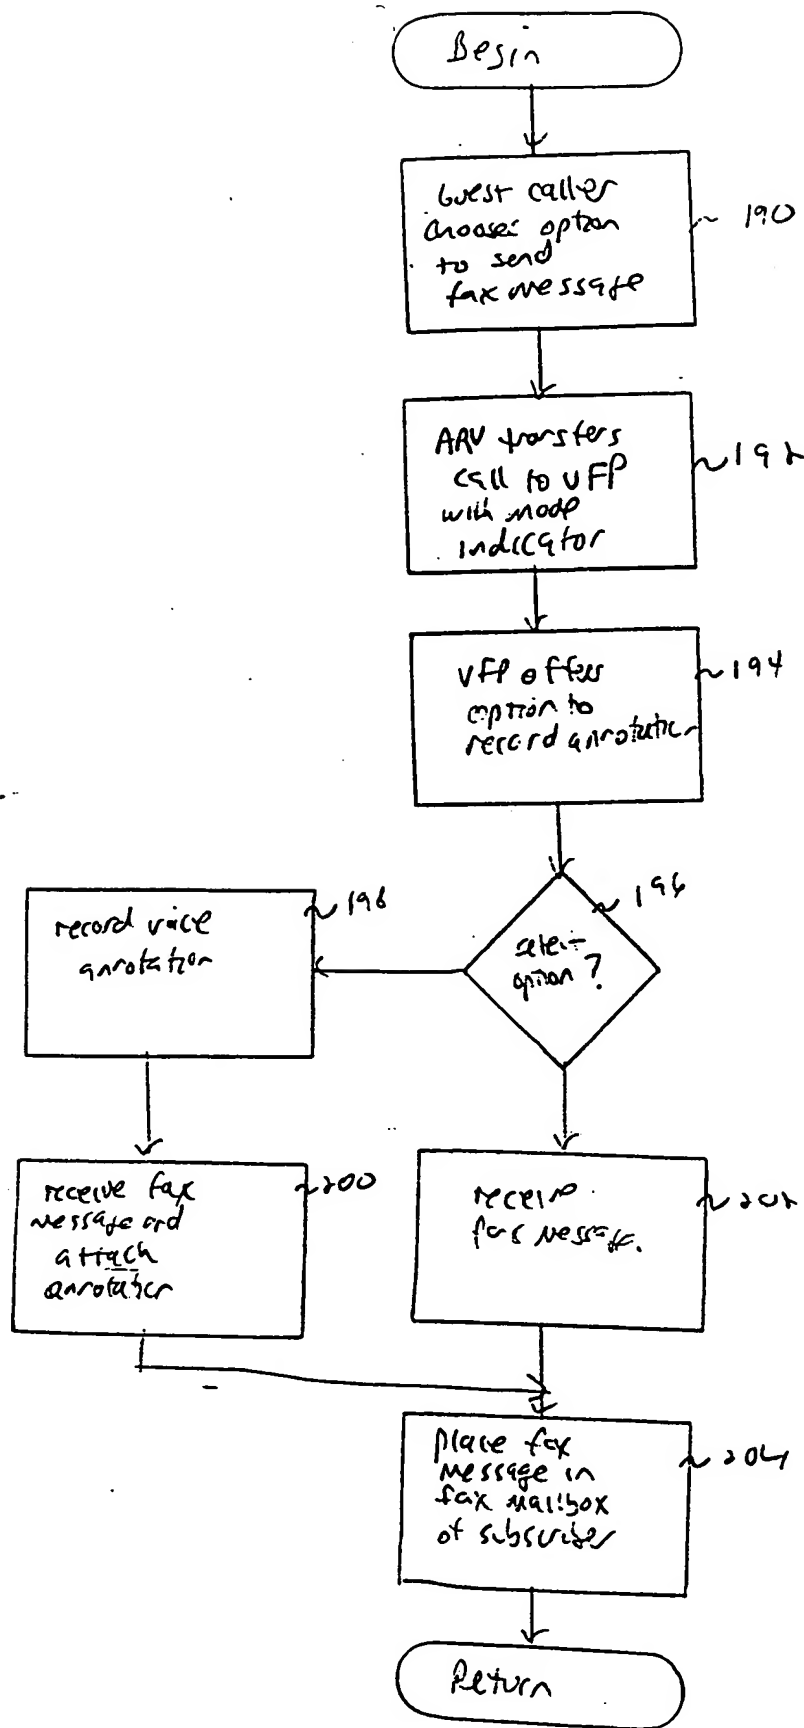 Begin
Guest caller
chooses option
to send
fax message
190
ARU transfers
call to VFP
with mode
indicator
192
VFP offers
option to
record annotation
194
select
option?
196
record voice
annotation
198
receive fax
message and
attach
annotation
200
receive
fax message.
202
place fax
message in
fax mailbox
of subscriber
204
Return